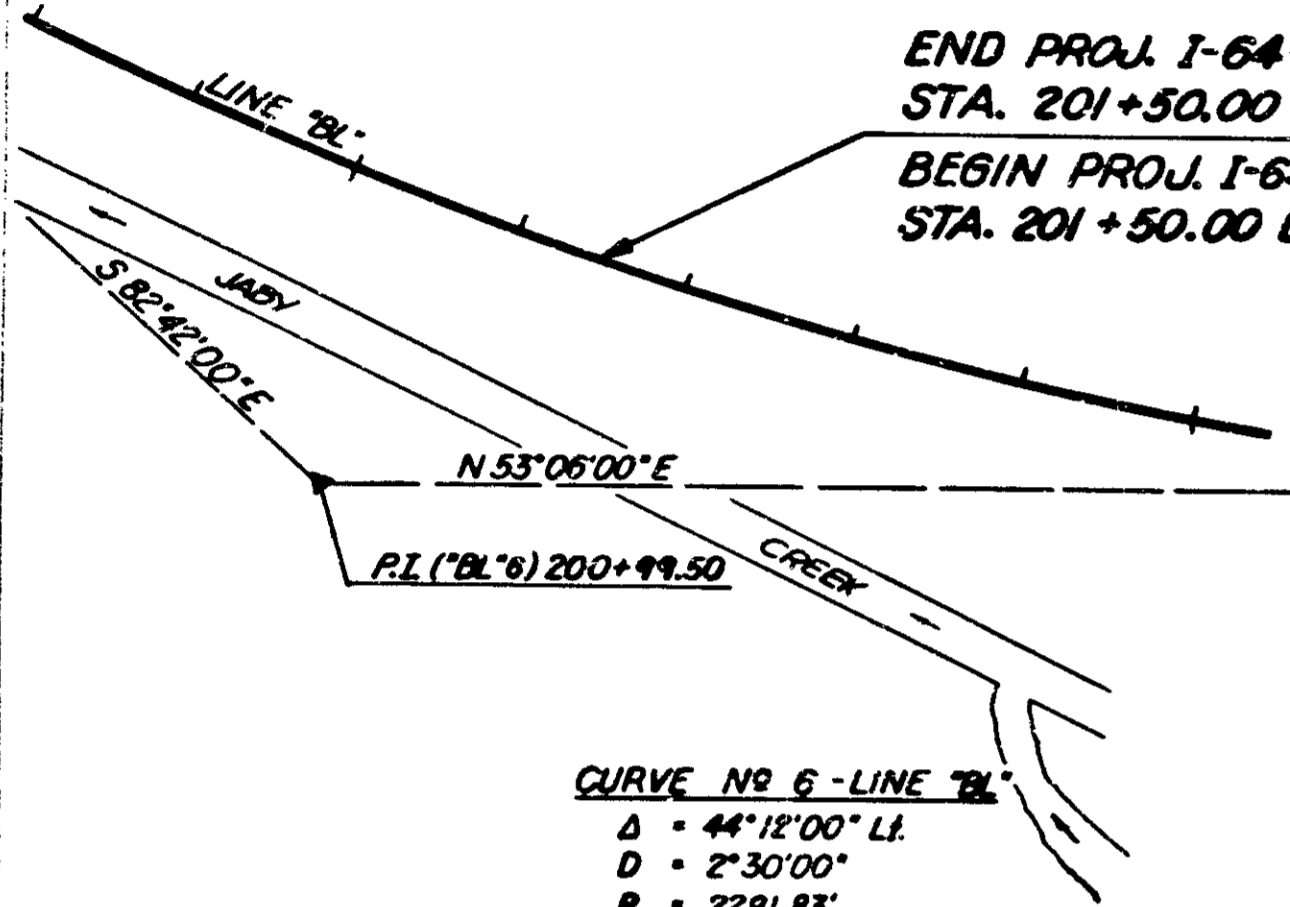 END PROJ. I-64
STA. 201+50.00
BEGIN PROJ. I-6
STA. 201+50.00
LINE "BL"
JABY
S 82°42'00" E
N 53°06'00" E
P.I. ("BL"6) 200+99.50
CREEK
CURVE Nº 6 - LINE "BL"
Δ = 44°12'00" Lt.
D = 2°30'00"
R = 2291.83'